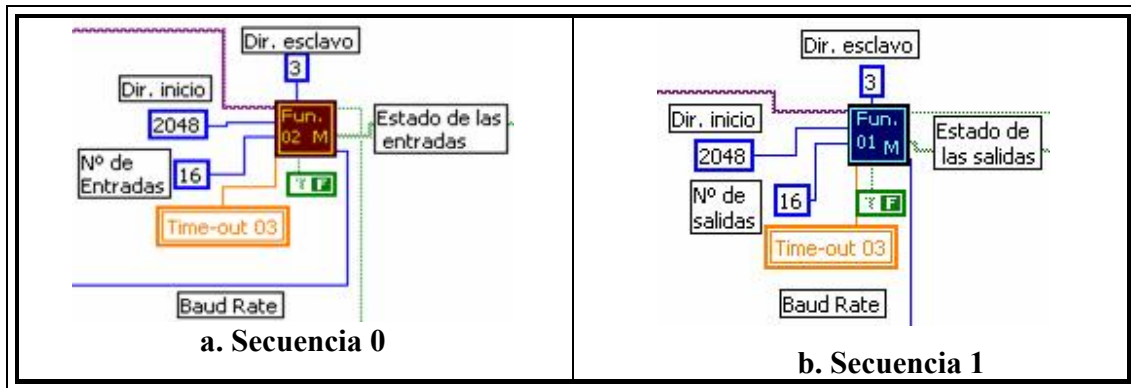 Dir. esclavo
3
Dir. inicio
2048
Fun.
02 M
Estado de las
entradas
Nº de
Entradas
16
F
Time-out 03
Baud Rate
a. Secuencia 0
Dir. esclavo
3
Dir. inicio
2048
Fun.
01 M
Estado de
las salidas
Nº de
salidas
16
F
Time-out 03
Baud Rate
b. Secuencia 1